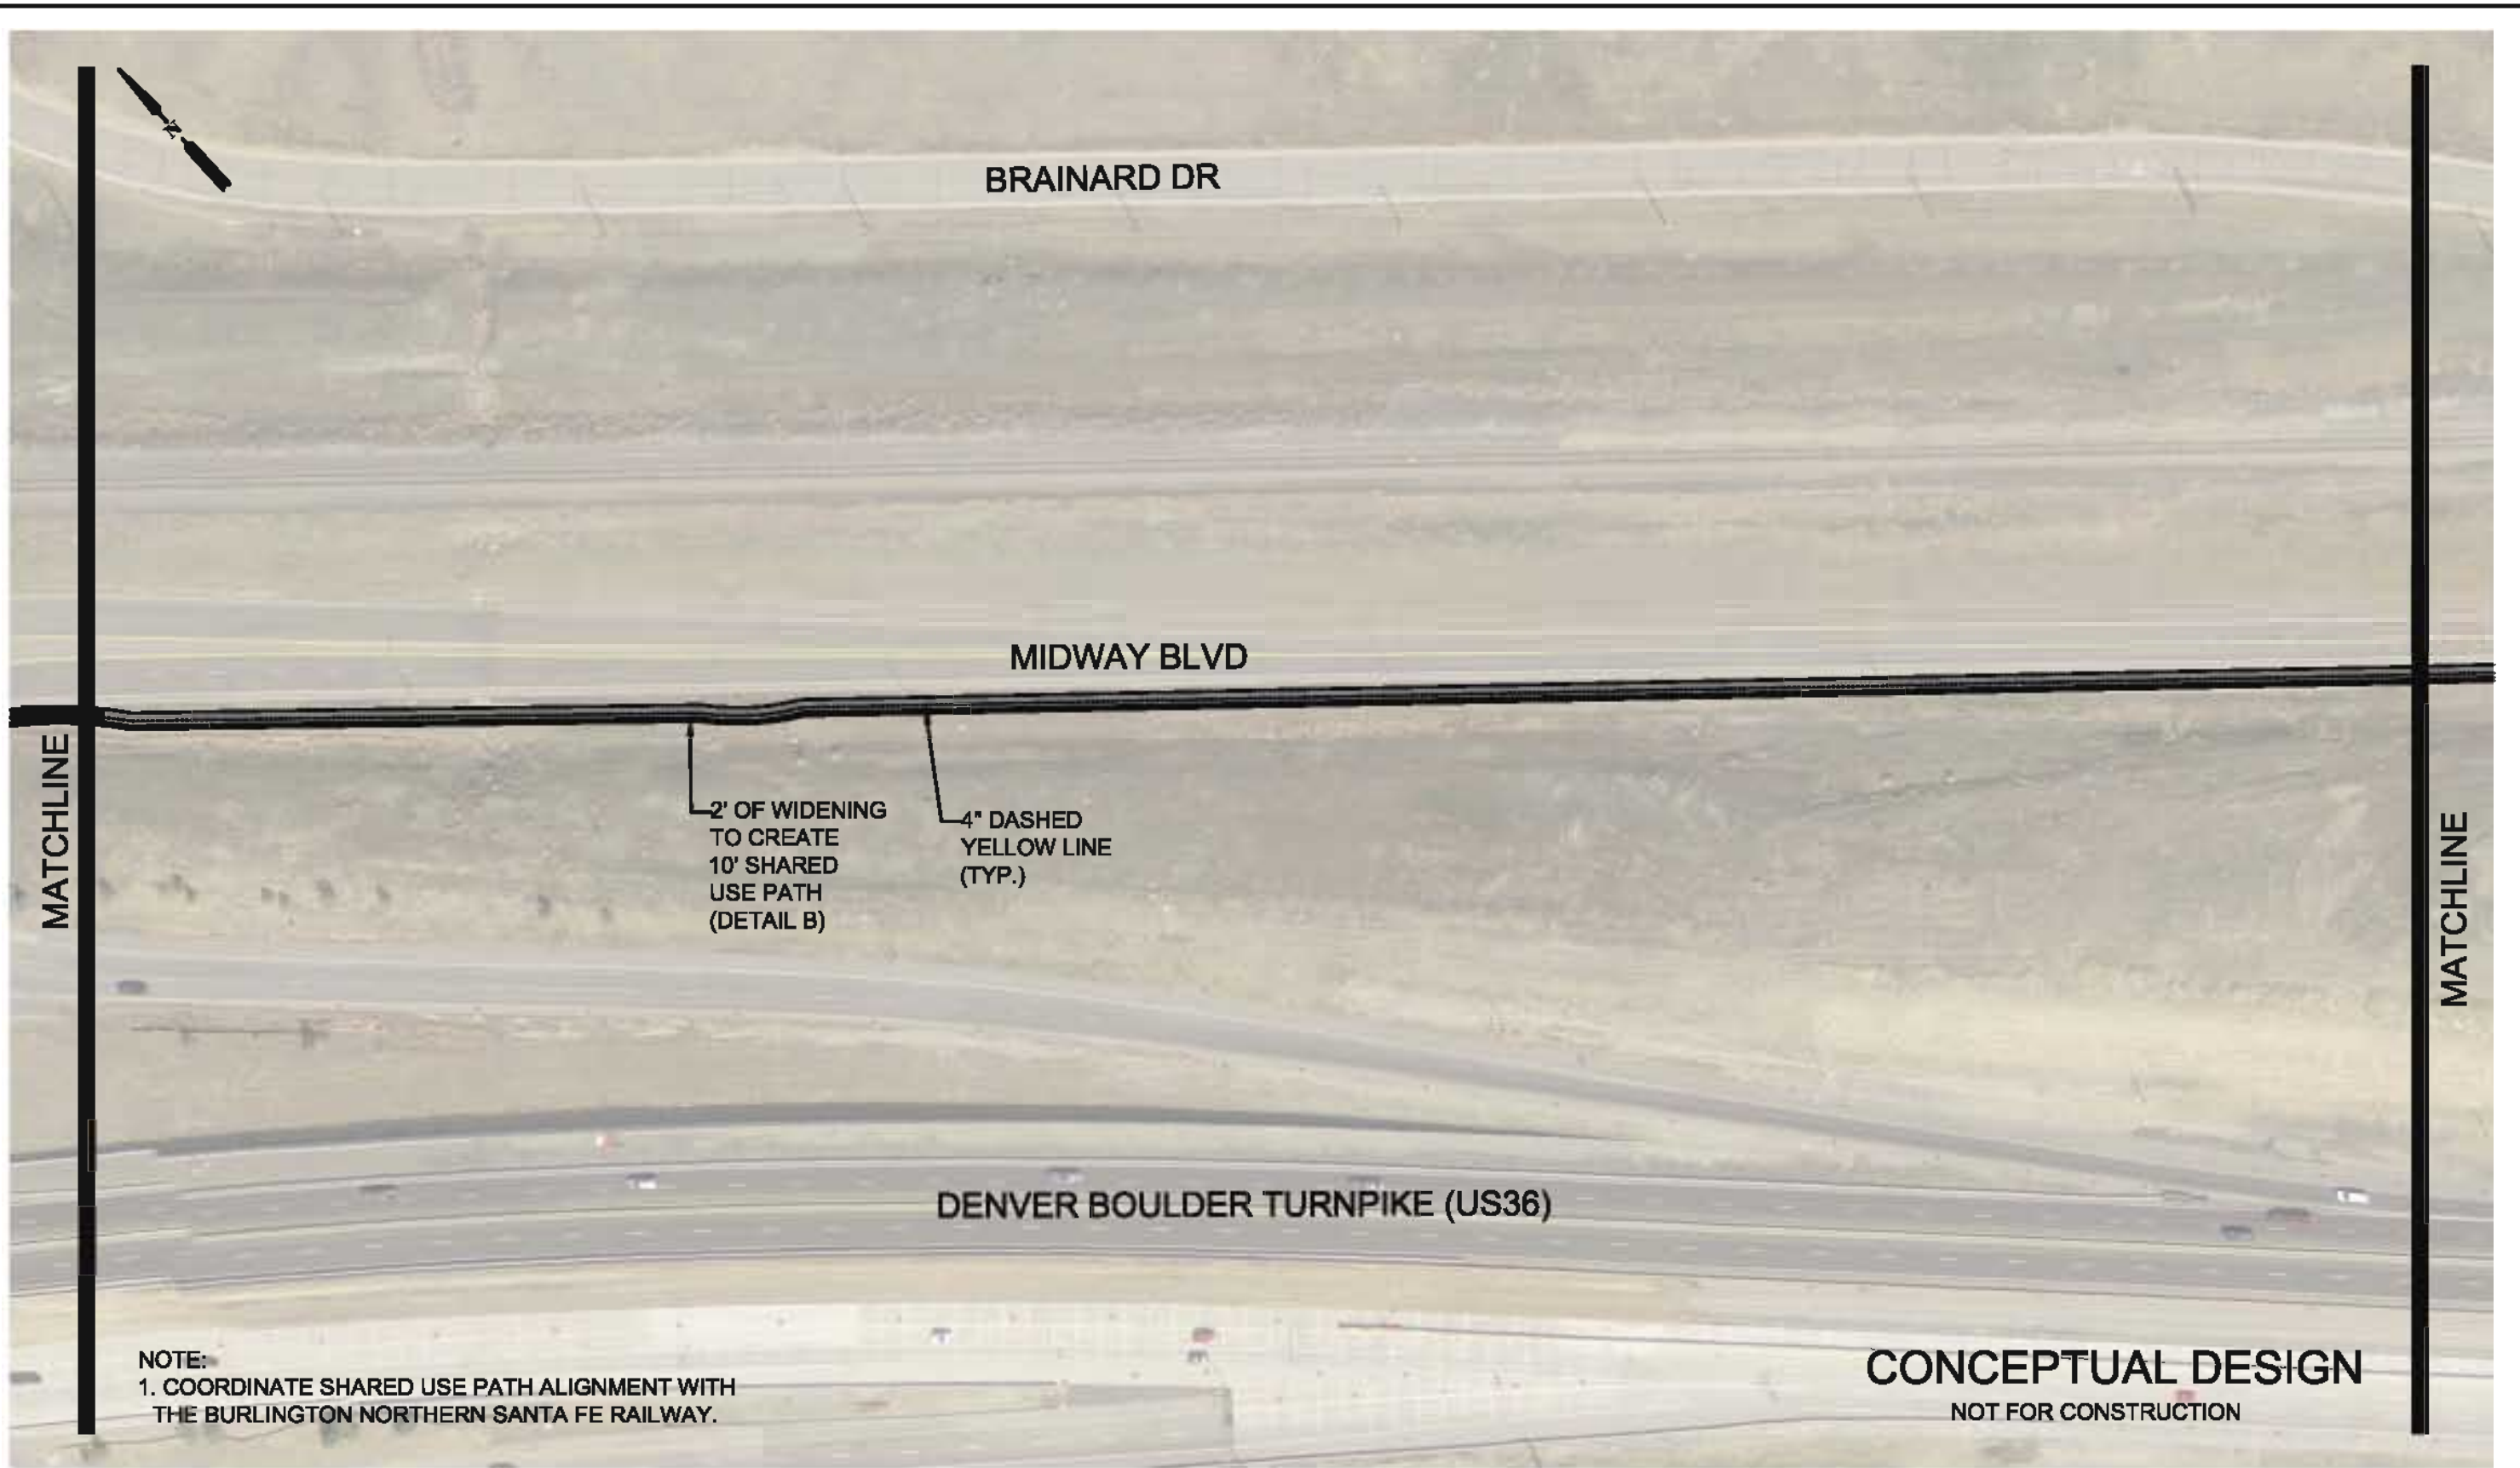 N
BRAINARD DR
MIDWAY BLVD
MATCHLINE
2' OF WIDENING
TO CREATE
10' SHARED
USE PATH
(DETAIL B)
4" DASHED
YELLOW LINE
(TYP.)
MATCHLINE
DENVER BOULDER TURNPIKE (US36)
NOTE:
1. COORDINATE SHARED USE PATH ALIGNMENT WITH
THE BURLINGTON NORTHERN SANTA FE RAILWAY.
CONCEPTUAL DESIGN
NOT FOR CONSTRUCTION